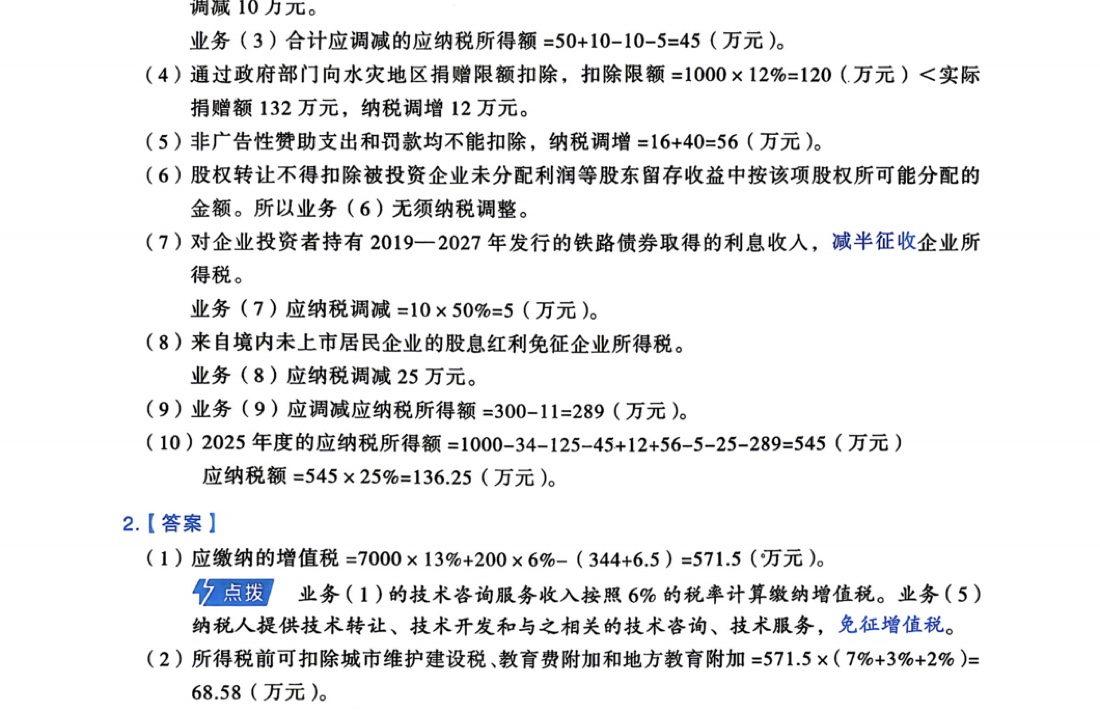 调减 10 万元。
业务（3）合计应调减的应纳税所得额 =50+10-10-5=45（万元）。
（4）通过政府部门向水灾地区捐赠限额扣除，扣除限额 =1000×12%=120（万元）＜实际
捐赠额 132 万元，纳税调增 12 万元。
（5）非广告性赞助支出和罚款均不能扣除，纳税调增 =16+40=56（万元）。
（6）股权转让不得扣除被投资企业未分配利润等股东留存收益中按该项股权所可能分配的
金额。所以业务（6）无须纳税调整。
（7）对企业投资者持有 2019—2027 年发行的铁路债券取得的利息收入，减半征收企业所
得税。
业务（7）应纳税调减 =10×50%=5（万元）。
（8）来自境内未上市居民企业的股息红利免征企业所得税。
业务（8）应纳税调减 25 万元。
（9）业务（9）应调减应纳税所得额 =300-11=289（万元）。
（10）2025 年度的应纳税所得额 =1000-34-125-45+12+56-5-25-289=545（万元）
应纳税额 =545×25%=136.25（万元）。
2.【答案】
（1）应缴纳的增值税 =7000×13%+200×6%-（344+6.5）=571.5（万元）。
点拨 业务（1）的技术咨询服务收入按照 6% 的税率计算缴纳增值税。业务（5）
纳税人提供技术转让、技术开发和与之相关的技术咨询、技术服务，免征增值税。
（2）所得税前可扣除城市维护建设税、教育费附加和地方教育附加 =571.5×（7%+3%+2%）=
68.58（万元）。